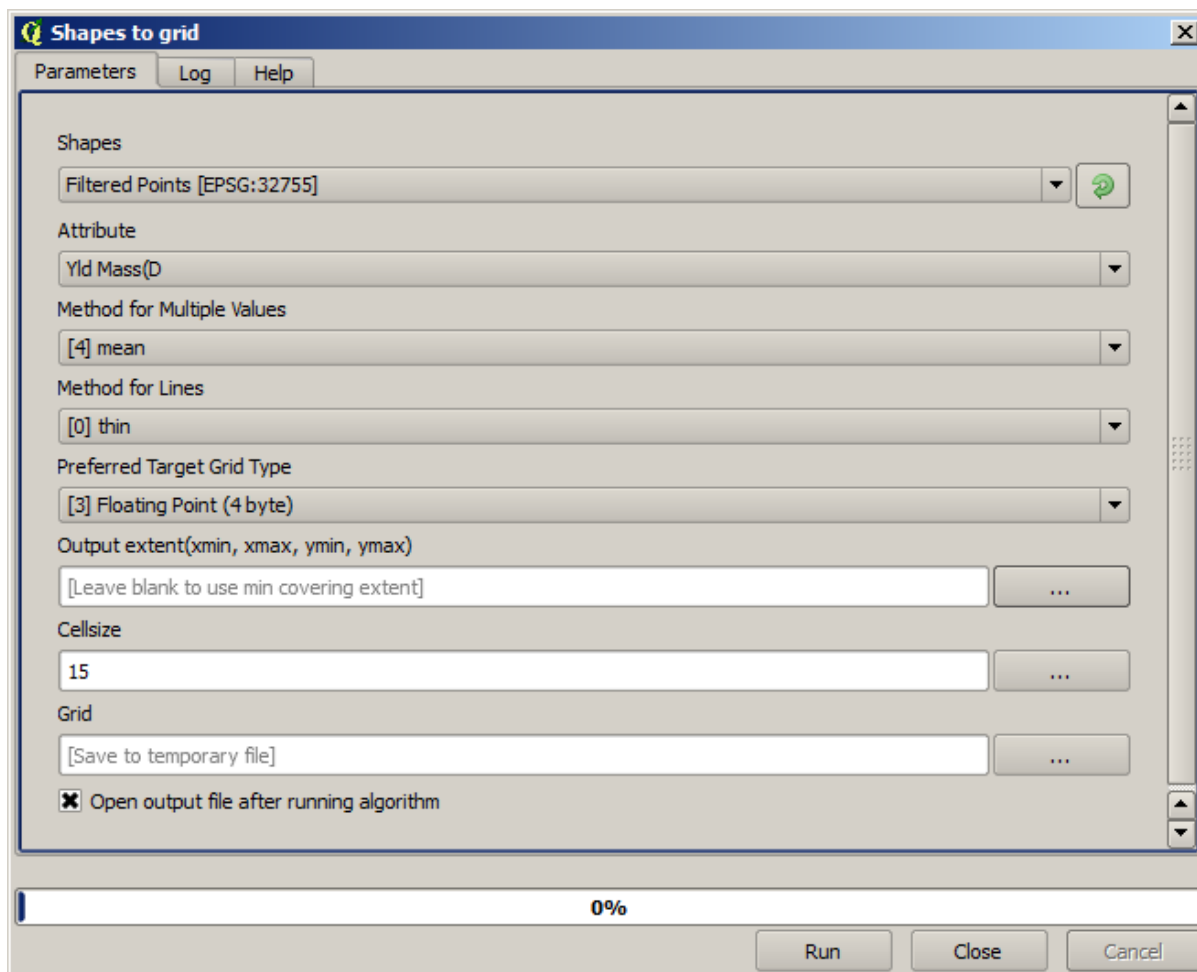 Shapes to grid
Parameters Log Help
Shapes
Filtered Points [EPSG:32755]
Attribute
Yld Mass(D
Method for Multiple Values
[4] mean
Method for Lines
[0] thin
Preferred Target Grid Type
[3] Floating Point (4 byte)
Output extent(xmin, xmax, ymin, ymax)
[Leave blank to use min covering extent] ...
Cellsize
15 ...
Grid
[Save to temporary file] ...
Open output file after running algorithm
0%
Run Close Cancel